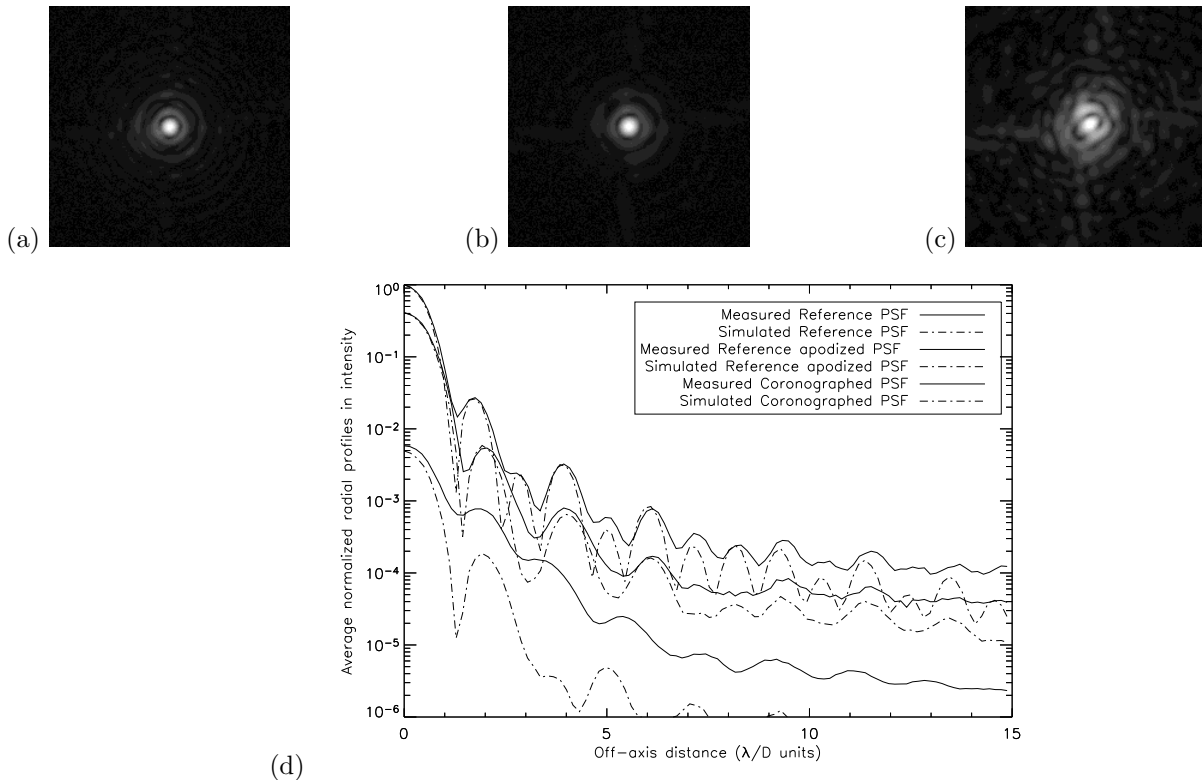 (a)
(b)
(c)
10⁰
10⁻¹
10⁻²
10⁻³
10⁻⁴
10⁻⁵
10⁻⁶
Average normalized radial profiles in intensity
Measured Reference PSF
Simulated Reference PSF
Measured Reference apodized PSF
Simulated Reference apodized PSF
Measured Coronographed PSF
Simulated Coronographed PSF
0 5 10 15
Off-axis distance (λ/D units)
(d)